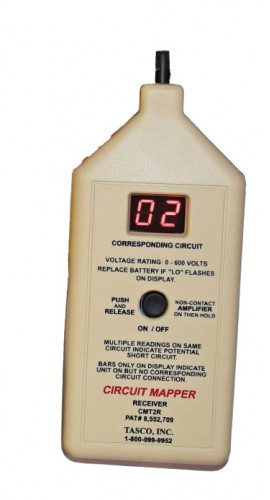 02
CORRESPONDING CIRCUIT
VOLTAGE RATING: 0 - 600 VOLTS
REPLACE BATTERY IF "LO" FLASHES
ON DISPLAY.
PUSH
AND
RELEASE
NON-CONTACT
AMPLIFIER
ON THEN HOLD
ON / OFF
MULTIPLE READINGS ON SAME
CIRCUIT INDICATE POTENTIAL
SHORT CIRCUIT.
BARS ONLY ON DISPLAY INDICATE
UNIT ON BUT NO CORRESPONDING
CIRCUIT CONNECTION.
CIRCUIT MAPPER
RECEIVER
CMT2R
PAT# 8,552,709
TASCO, INC.
1-800-999-9952